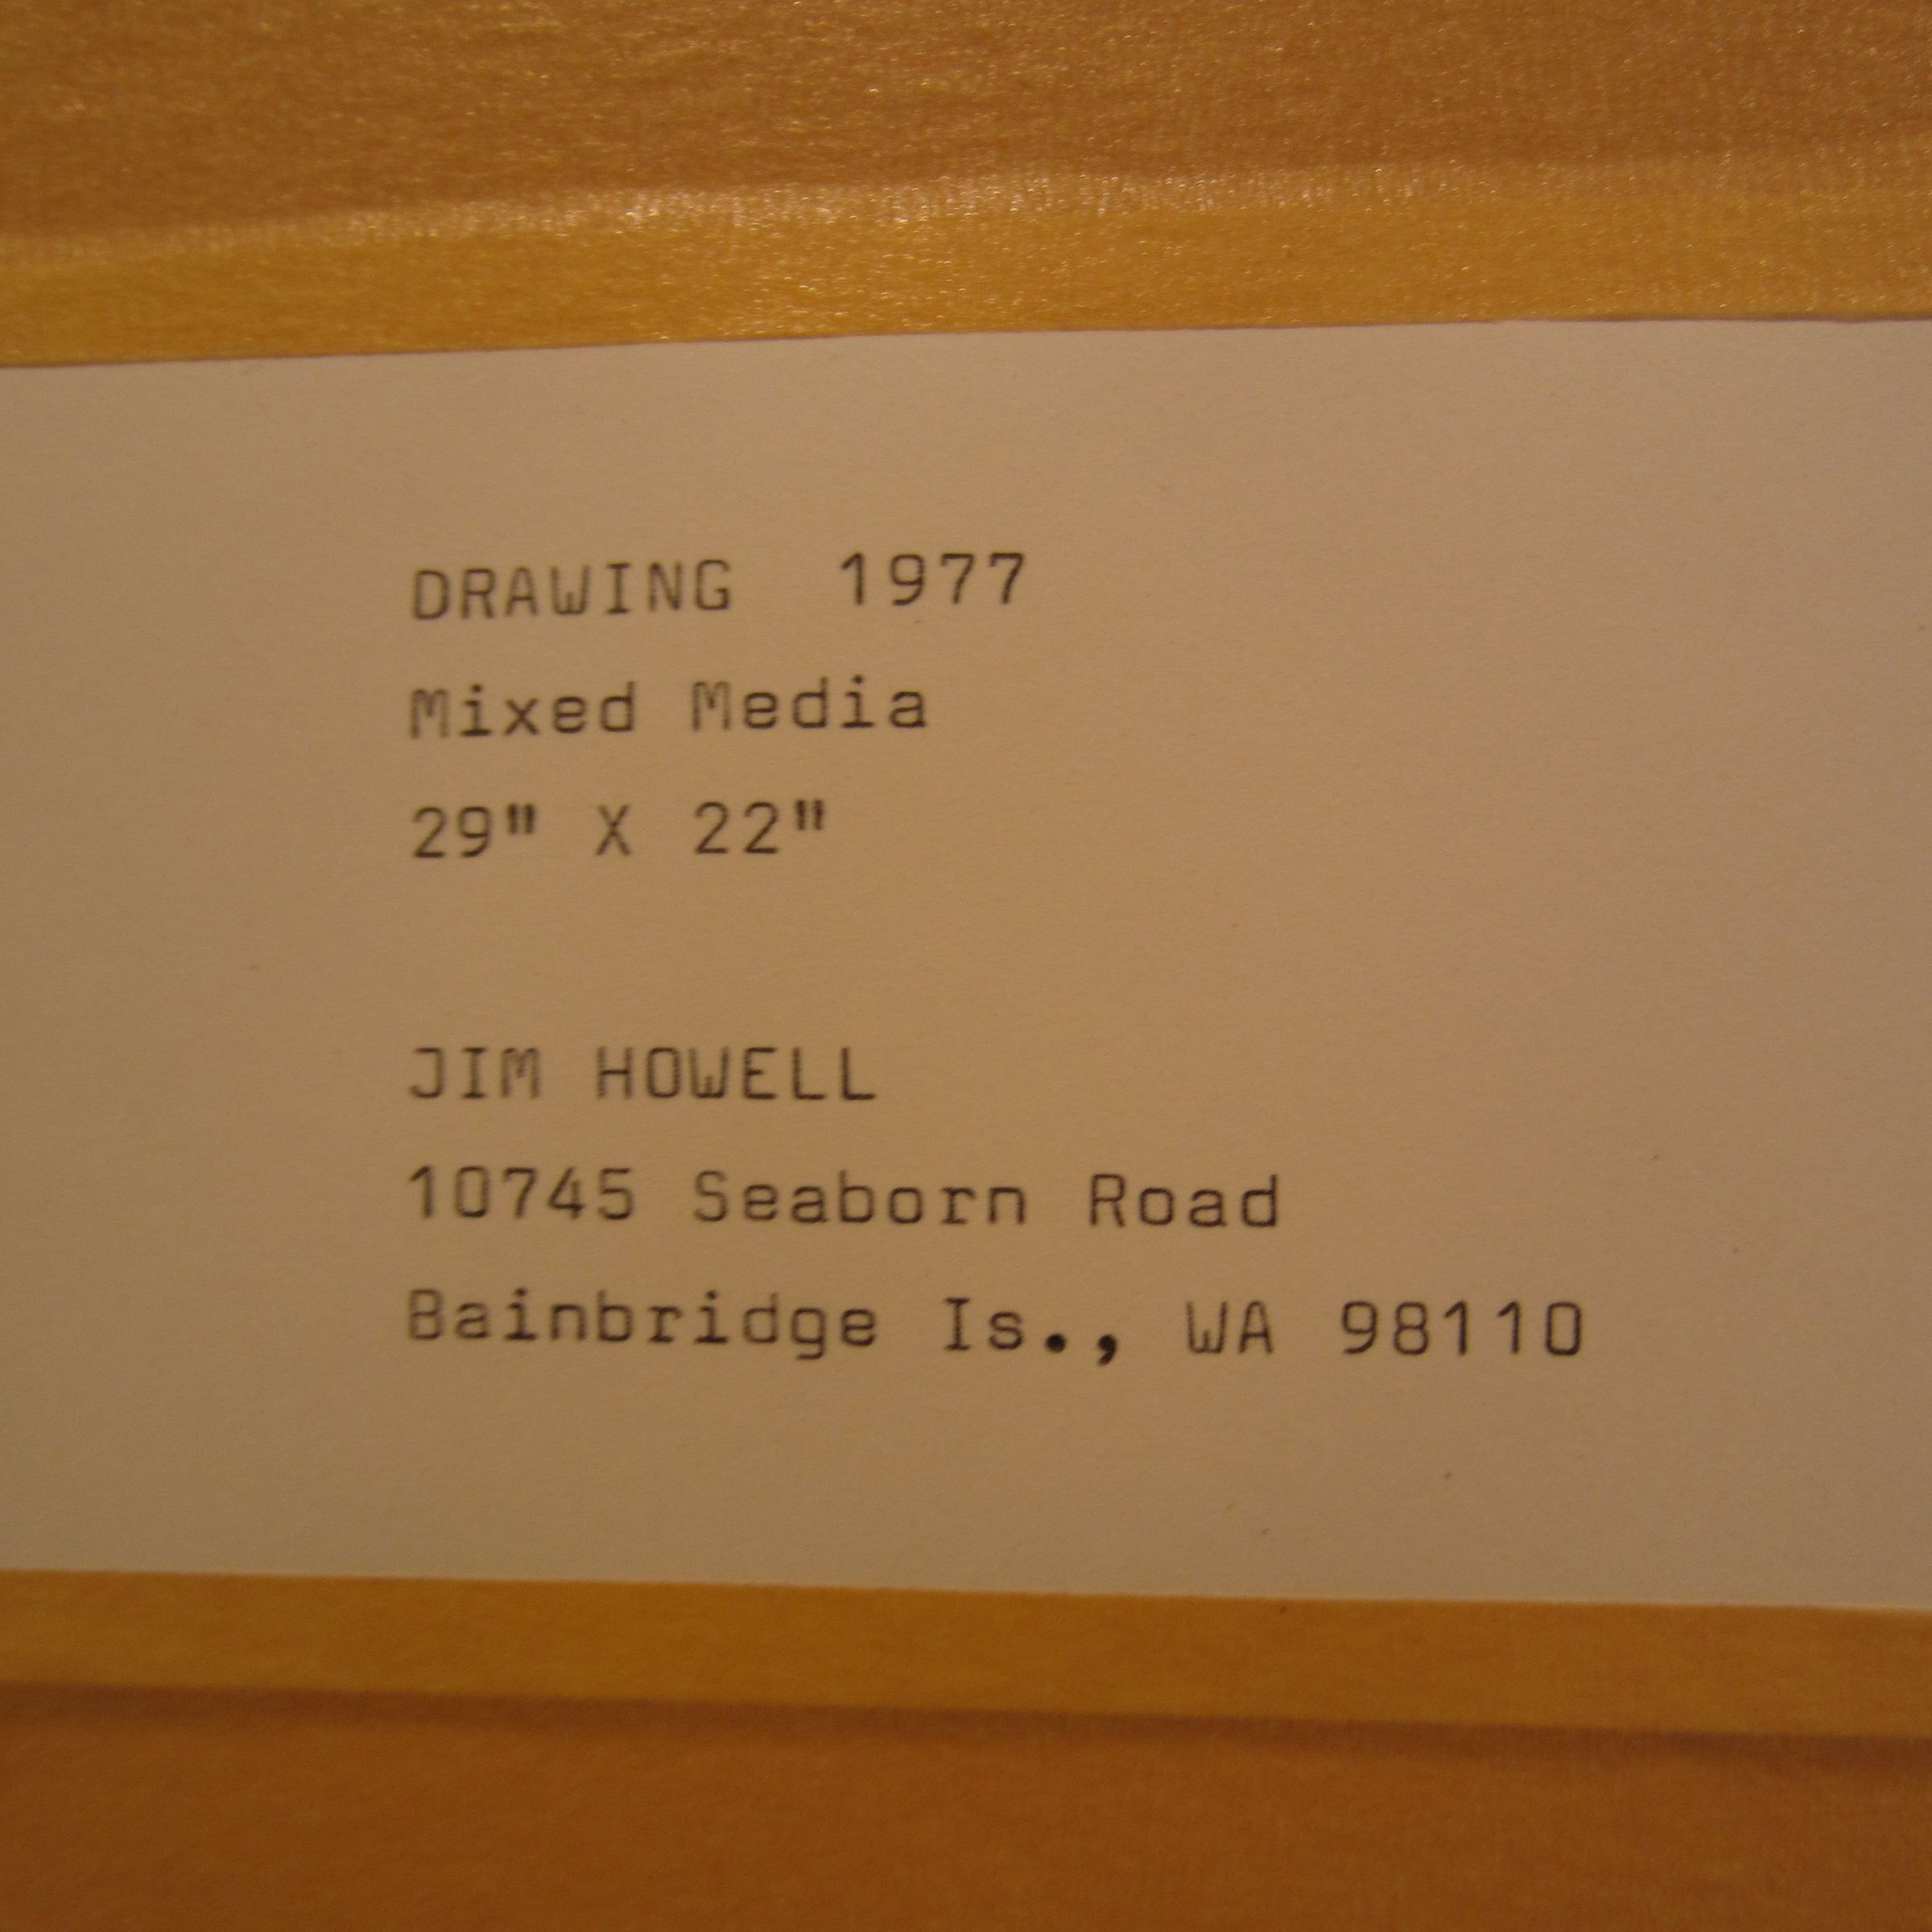 DRAWING  1977
Mixed Media
29" X 22"
JIM HOWELL
10745 Seaborn Road
Bainbridge Is., WA 98110